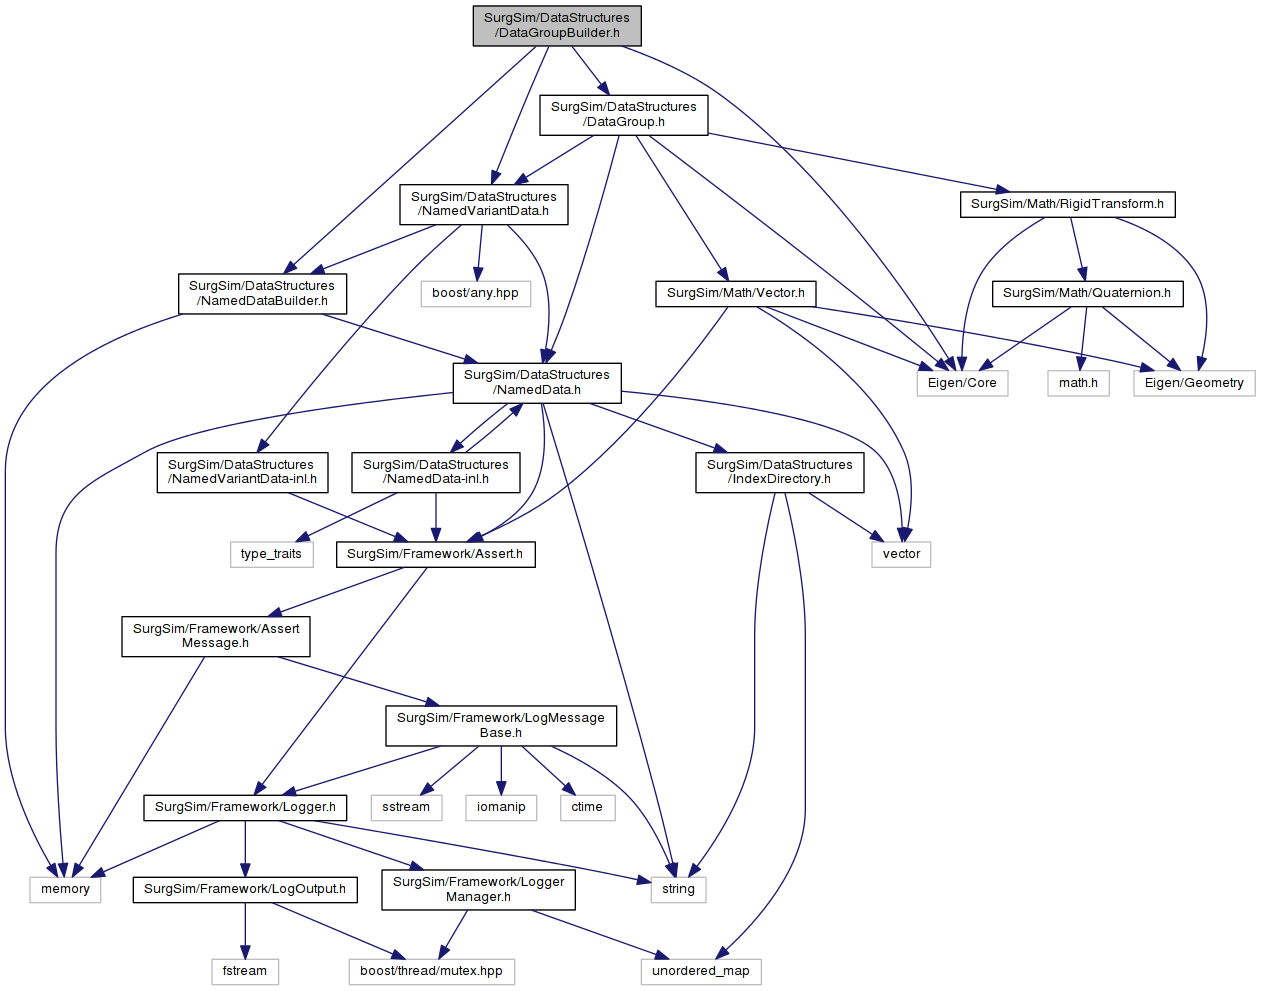 SurgSim/DataStructures
/DataGroupBuilder.h
SurgSim/DataStructures
/DataGroup.h
SurgSim/DataStructures
/NamedVariantData.h
SurgSim/Math/RigidTransform.h
SurgSim/DataStructures
/NamedDataBuilder.h
boost/any.hpp
SurgSim/Math/Vector.h
SurgSim/Math/Quaternion.h
SurgSim/DataStructures
/NamedData.h
Eigen/Core
math.h
Eigen/Geometry
SurgSim/DataStructures
/NamedVariantData-inl.h
SurgSim/DataStructures
/NamedData-inl.h
SurgSim/DataStructures
/IndexDirectory.h
type_traits
SurgSim/Framework/Assert.h
vector
SurgSim/Framework/Assert
Message.h
SurgSim/Framework/LogMessage
Base.h
SurgSim/Framework/Logger.h
sstream
iomanip
ctime
memory
SurgSim/Framework/LogOutput.h
SurgSim/Framework/Logger
Manager.h
string
fstream
boost/thread/mutex.hpp
unordered_map